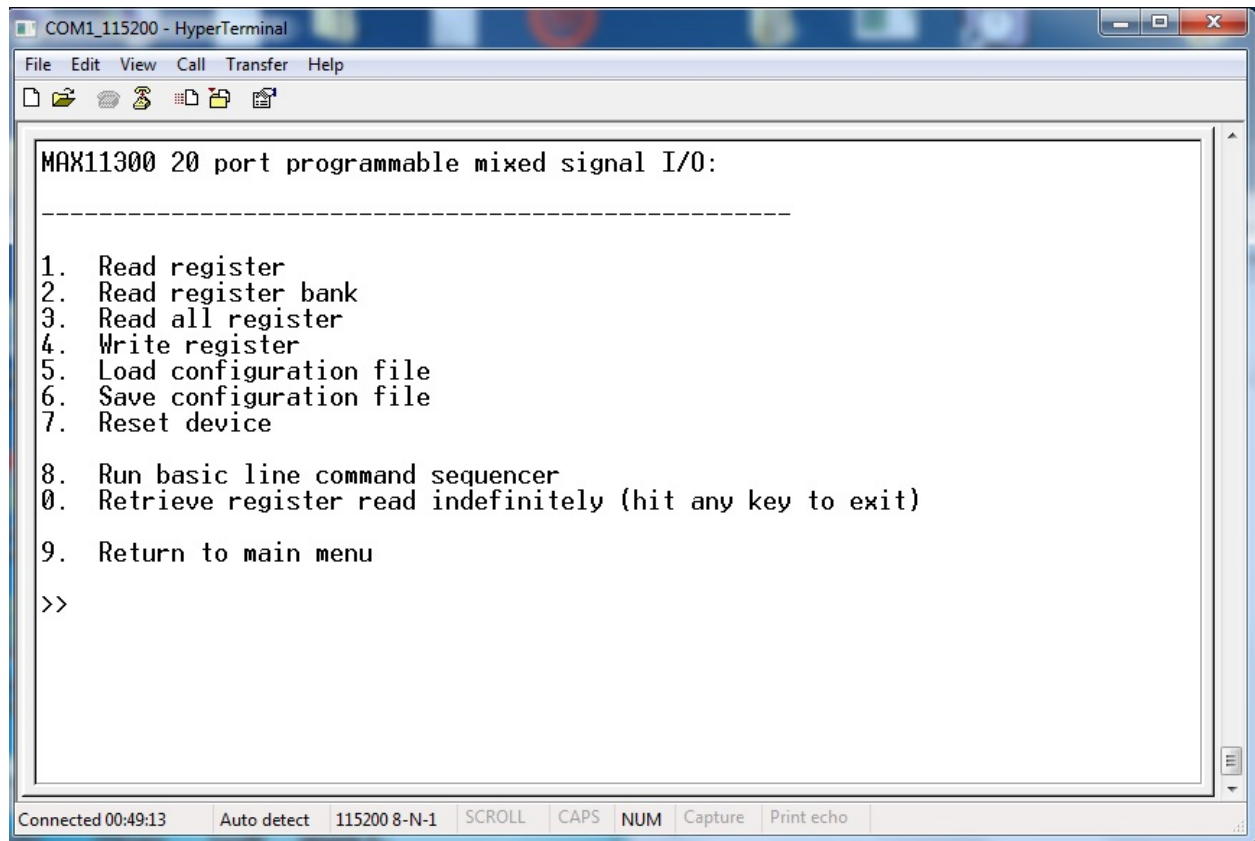 COM1_115200 - HyperTerminal
File Edit View Call Transfer Help
MAX11300 20 port programmable mixed signal I/O:
----------------------------------------------------
1.  Read register
2.  Read register bank
3.  Read all register
4.  Write register
5.  Load configuration file
6.  Save configuration file
7.  Reset device
8.  Run basic line command sequencer
0.  Retrieve register read indefinitely (hit any key to exit)
9.  Return to main menu
>>
Connected 00:49:13 Auto detect 115200 8-N-1 SCROLL CAPS NUM Capture Print echo